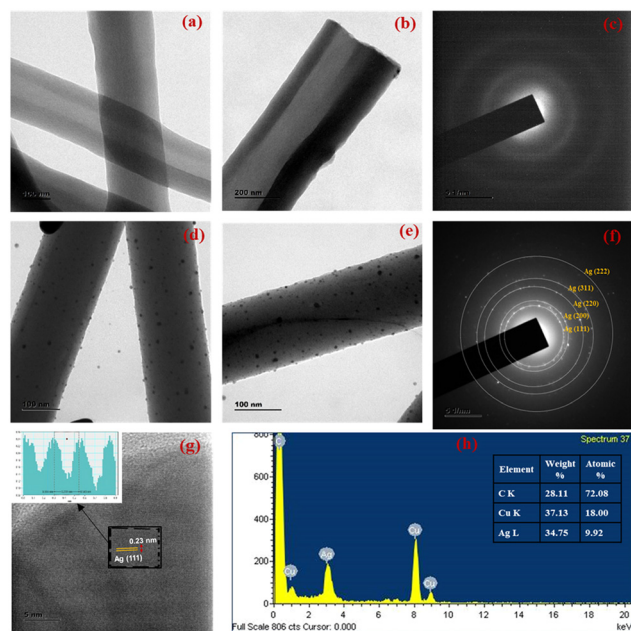 (a)
100 nm
(b)
200 nm
(c)
(d)
100 nm
(e)
100 nm
(f)
Ag (222)
Ag (311)
Ag (220)
Ag (200)
Ag (111)
(g)
0.23 nm
Ag (111)
5 nm
(h)
Spectrum 37
800
600
400
200
0
C
Cu
Ag
Cu
Cu
Element Weight % Atomic %
C K 28.11 72.08
Cu K 37.13 18.00
Ag L 34.75 9.92
0 2 4 6 8 10 12 14 16 18 20
Full Scale 806 cts Cursor: 0.000 keV